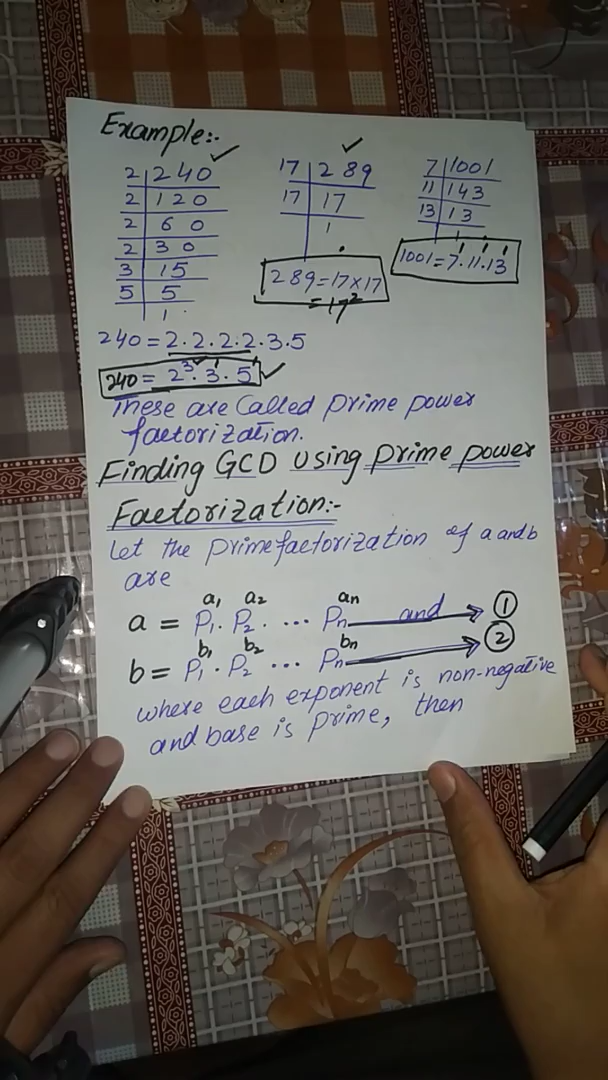 Example:-
2 | 240 ✓
2 | 120
2 | 60
2 | 30
3 | 15
5 | 5
1
17 | 289 ✓
17 | 17
1
289=17×17
=17²
7 | 1001
11 | 143
13 | 13
1
1001=7.11.13
240=2.2.2.2.3.5
240= 2³.3.5 ✓
These are Called prime power
factorization.
Finding GCD Using prime power
Factorization:-
Let the prime factorization of a and b
are
a = P₁^a₁ . P₂^a₂ ... Pn^an and → ①
b = P₁^b₁ . P₂^b₂ ... Pn^bn → ②
where each exponent is non-negative
and base is prime, then